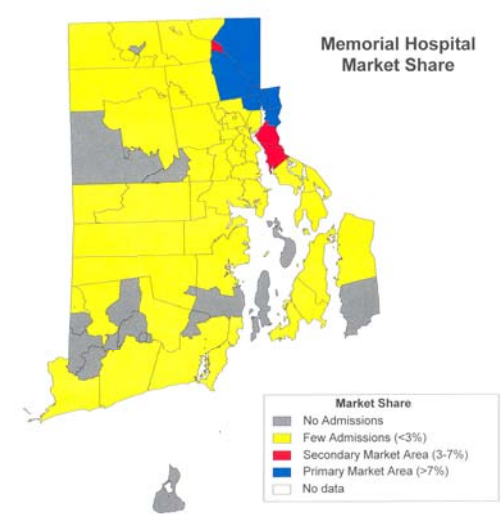 Memorial Hospital
Market Share
Market Share
No Admissions
Few Admissions (<3%)
Secondary Market Area (3-7%)
Primary Market Area (>7%)
No data